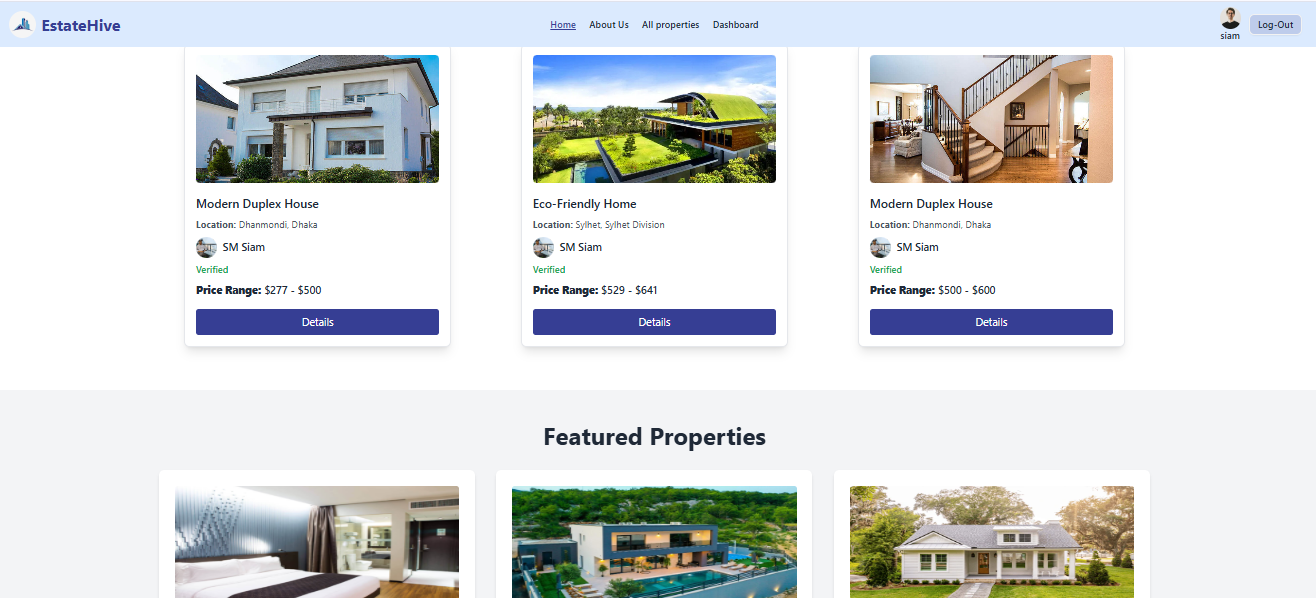 EstateHive
Home About Us All properties Dashboard
siam
Log-Out
Modern Duplex House
Location: Dhanmondi, Dhaka
SM Siam
Verified
Price Range: $277 - $500
Details
Eco-Friendly Home
Location: Sylhet, Sylhet Division
SM Siam
Verified
Price Range: $529 - $641
Details
Modern Duplex House
Location: Dhanmondi, Dhaka
SM Siam
Verified
Price Range: $500 - $600
Details
Featured Properties